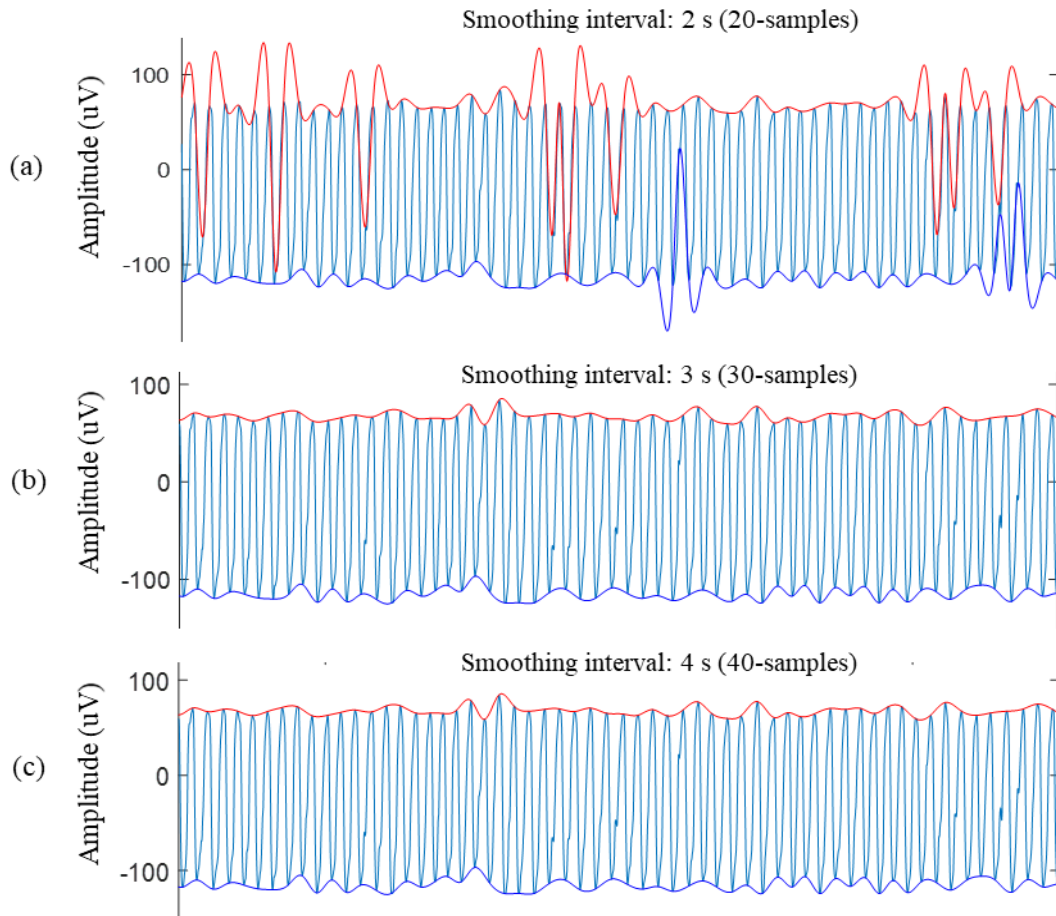 Smoothing interval: 2 s (20-samples)
(a)
Amplitude (uV)
100
0
-100
Smoothing interval: 3 s (30-samples)
(b)
Amplitude (uV)
100
0
-100
Smoothing interval: 4 s (40-samples)
(c)
Amplitude (uV)
100
0
-100